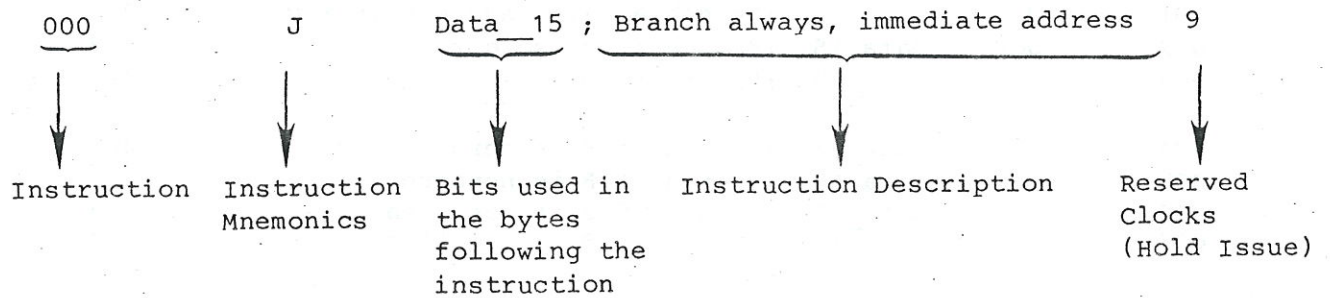 000 J Data__15 ; Branch always, immediate address 9
Instruction Instruction Mnemonics Bits used in the bytes following the instruction Instruction Description Reserved Clocks (Hold Issue)